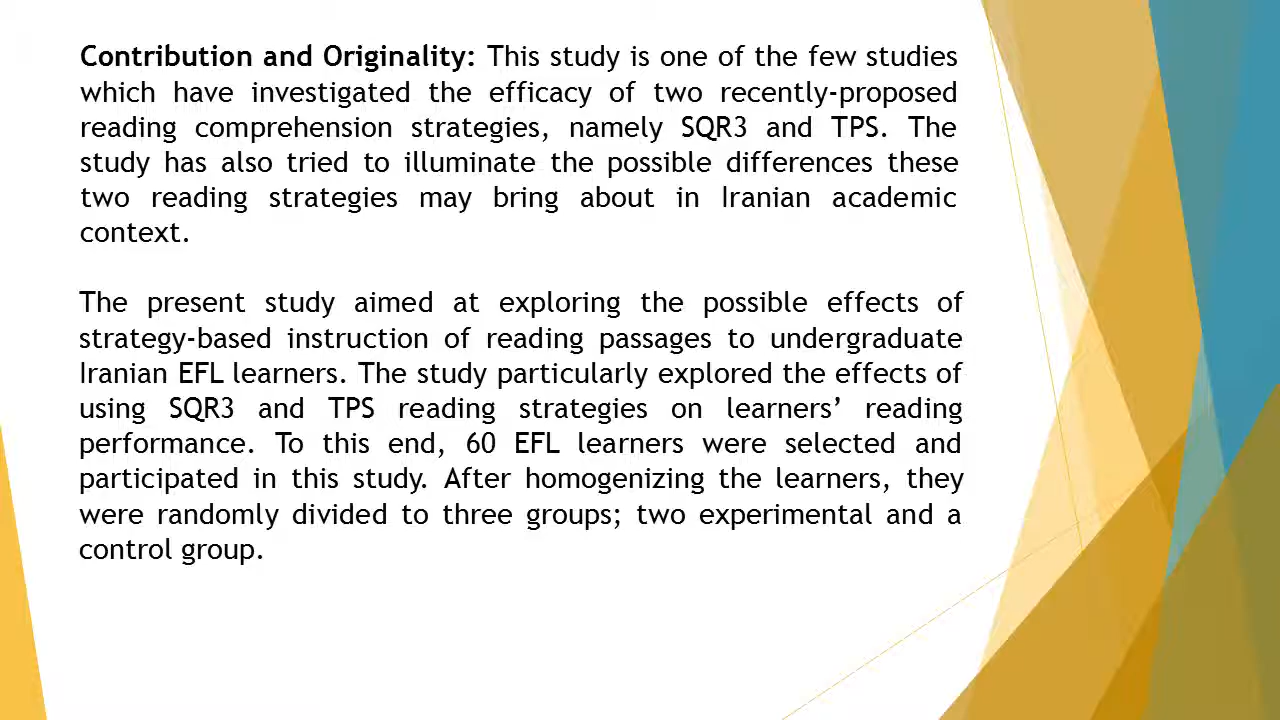 Contribution and Originality: This study is one of the few studies
which have investigated the efficacy of two recently-proposed
reading comprehension strategies, namely SQR3 and TPS. The
study has also tried to illuminate the possible differences these
two reading strategies may bring about in Iranian academic
context.
The present study aimed at exploring the possible effects of
strategy-based instruction of reading passages to undergraduate
Iranian EFL learners. The study particularly explored the effects of
using SQR3 and TPS reading strategies on learners’ reading
performance. To this end, 60 EFL learners were selected and
participated in this study. After homogenizing the learners, they
were randomly divided to three groups; two experimental and a
control group.